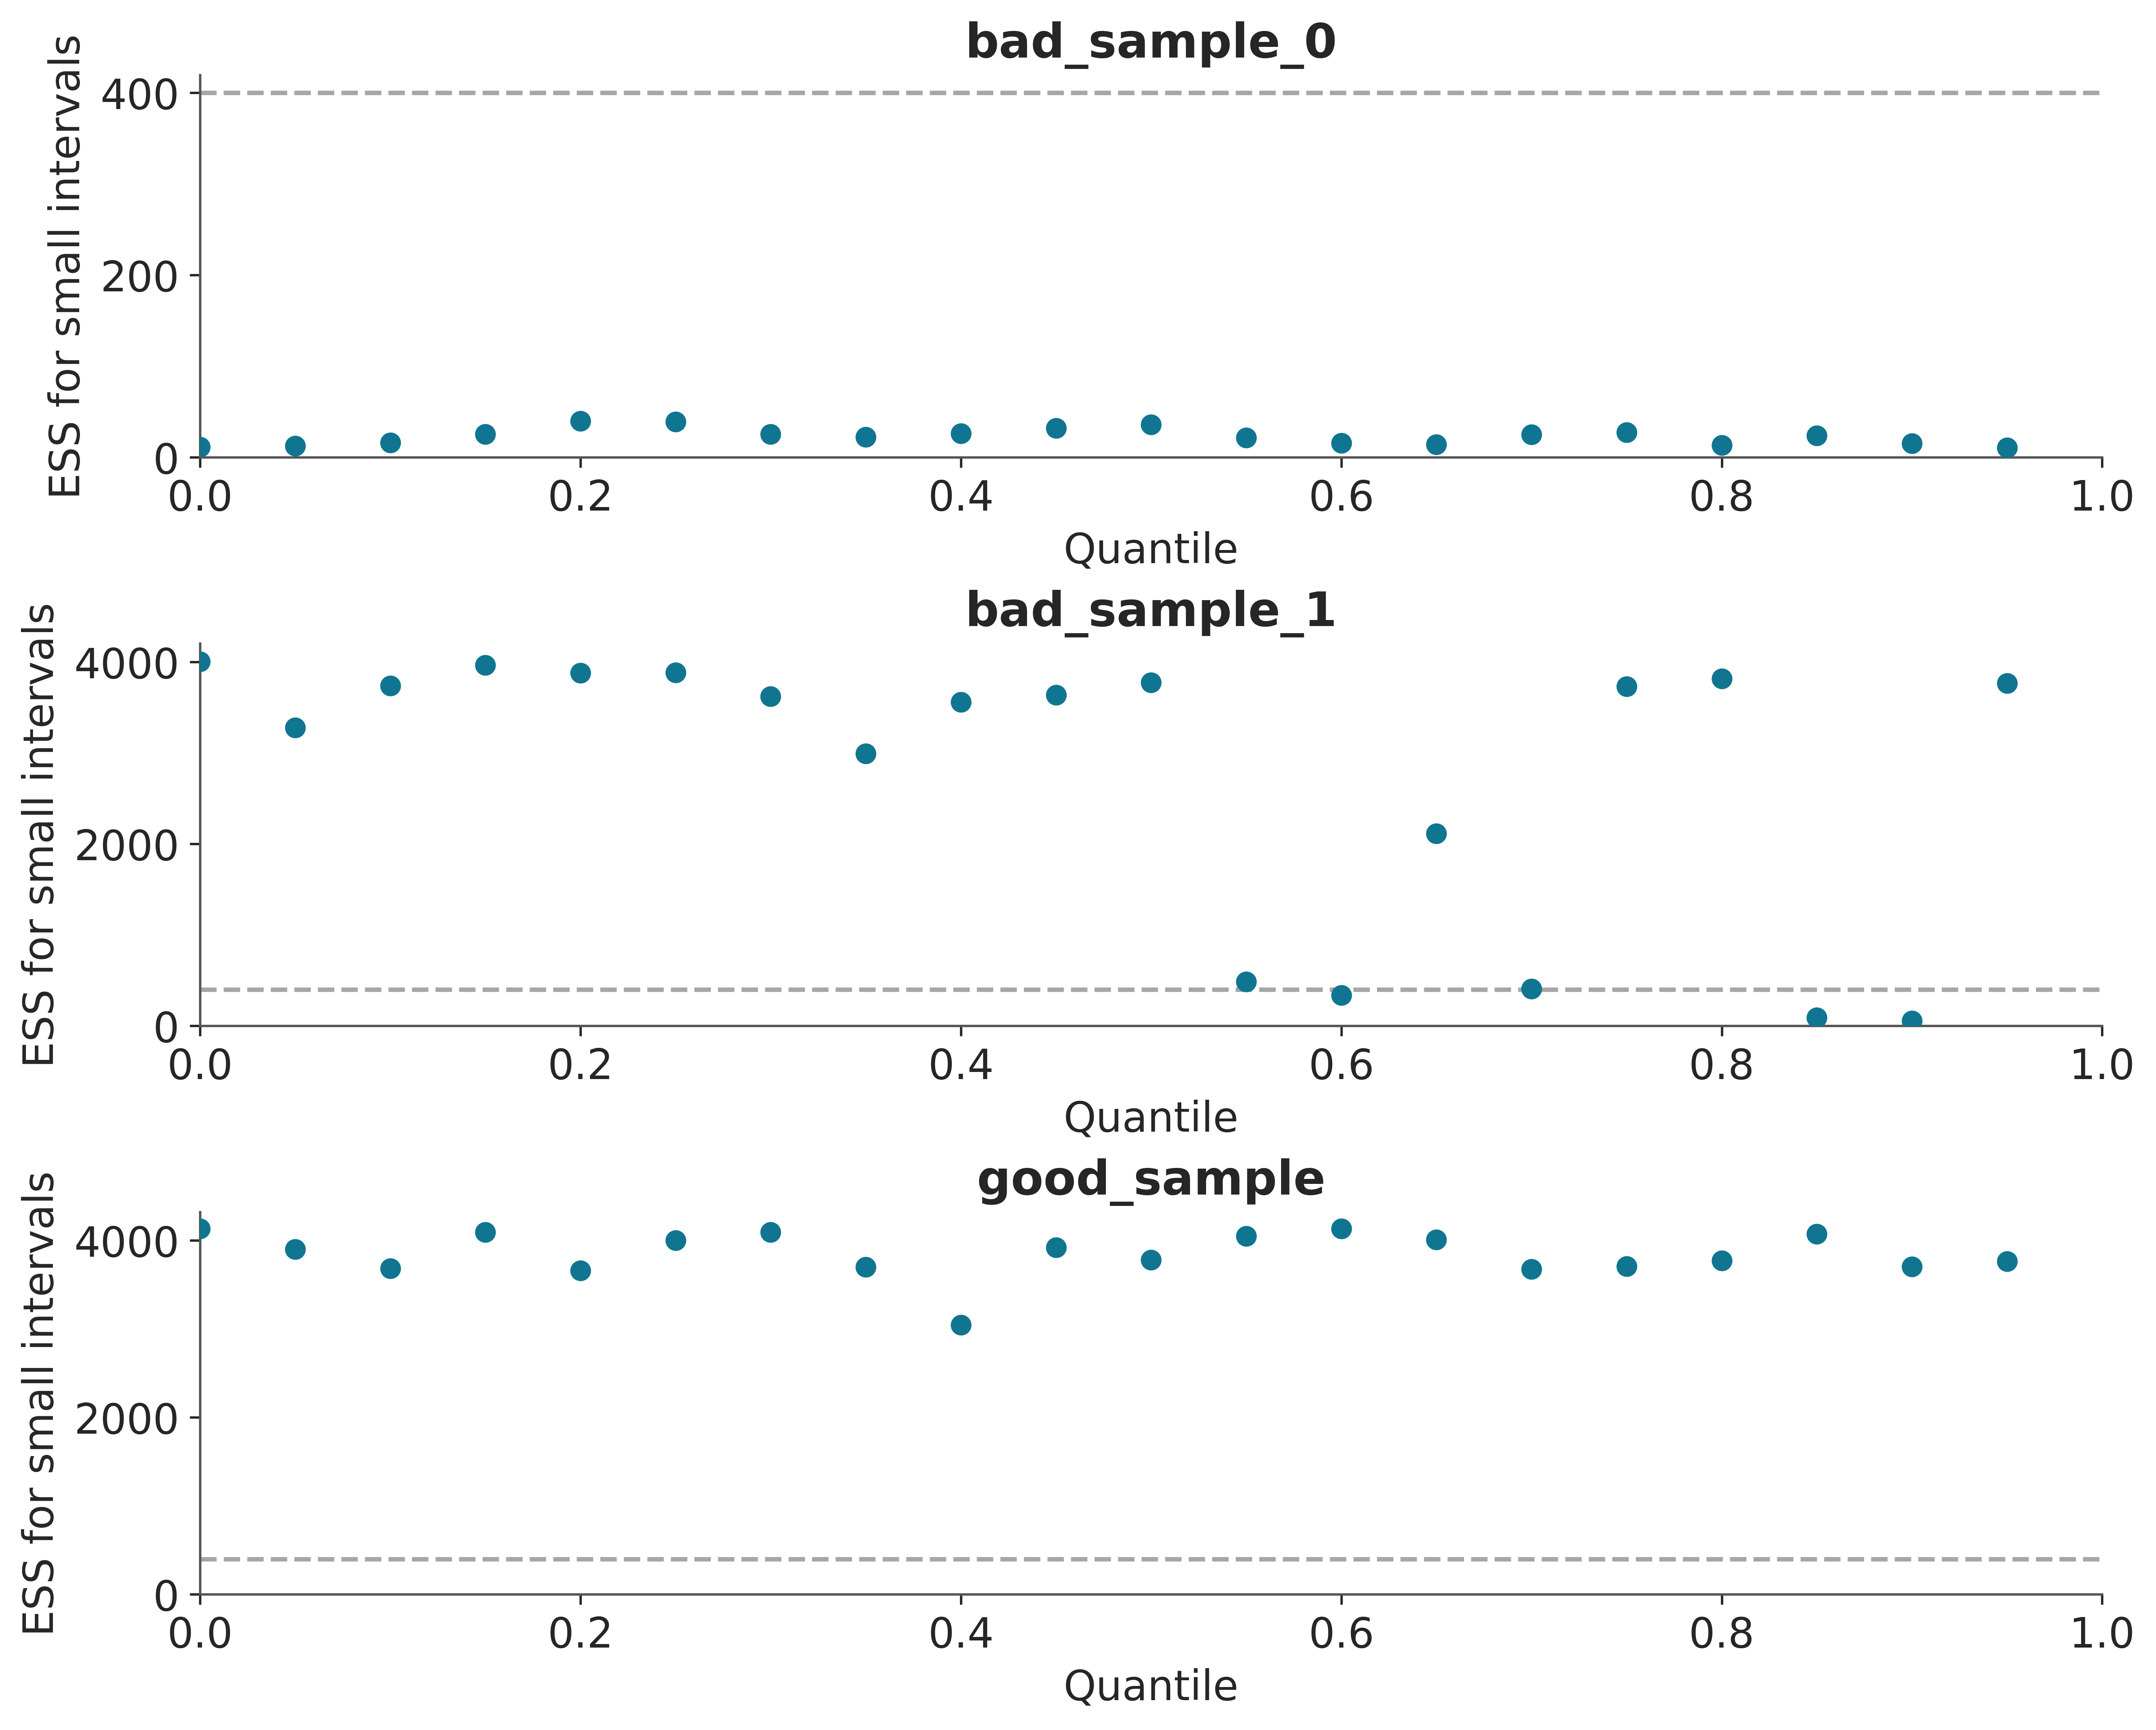 bad_sample_0
ESS for small intervals
400
200
0
0.0 0.2 0.4 0.6 0.8 1.0
Quantile
bad_sample_1
ESS for small intervals
4000
2000
0
0.0 0.2 0.4 0.6 0.8 1.0
Quantile
good_sample
ESS for small intervals
4000
2000
0
0.0 0.2 0.4 0.6 0.8 1.0
Quantile